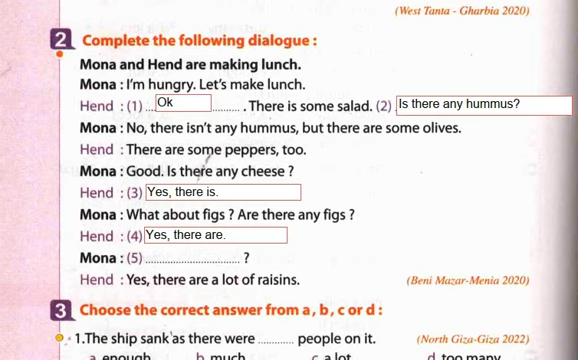 (West Tanta - Gharbia 2020)
2 Complete the following dialogue :
Mona and Hend are making lunch.
Mona : I'm hungry. Let's make lunch.
Hend : (1) ... Ok .......... . There is some salad. (2) Is there any hummus?
Mona : No, there isn't any hummus, but there are some olives.
Hend : There are some peppers, too.
Mona : Good. Is there any cheese ?
Hend : (3) Yes, there is.
Mona : What about figs ? Are there any figs ?
Hend : (4) Yes, there are.
Mona : (5) ................................ ?
Hend : Yes, there are a lot of raisins. (Beni Mazar-Menia 2020)
3 Choose the correct answer from a , b , c or d :
1.The ship sank as there were ............ people on it. (North Giza-Giza 2022)
a. enough b. much c. a lot d. too many